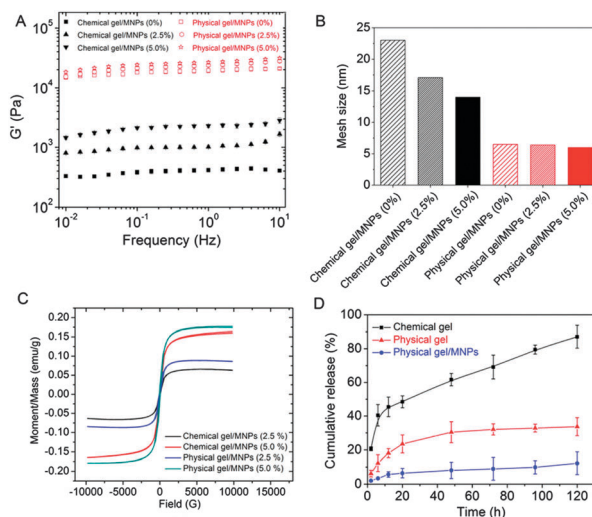 A
Chemical gel/MNPs (0%)
Chemical gel/MNPs (2.5%)
Chemical gel/MNPs (5.0%)
Physical gel/MNPs (0%)
Physical gel/MNPs (2.5%)
Physical gel/MNPs (5.0%)
G' (Pa)
10^5
10^4
10^3
10^2
10^-2 10^-1 10^0 10^1
Frequency (Hz)
B
Mesh size (nm)
25
20
15
10
5
0
Chemical gel/MNPs (0%)
Chemical gel/MNPs (2.5%)
Chemical gel/MNPs (5.0%)
Physical gel/MNPs (0%)
Physical gel/MNPs (2.5%)
Physical gel/MNPs (5.0%)
C
Moment/Mass (emu/g)
0.20
0.15
0.10
0.05
0.00
-0.05
-0.10
-0.15
-0.20
Chemical gel/MNPs (2.5 %)
Chemical gel/MNPs (5.0 %)
Physical gel/MNPs (2.5 %)
Physical gel/MNPs (5.0 %)
-10000 -5000 0 5000 10000 15000
Field (G)
D
Cumulative release (%)
100
80
60
40
20
0
Chemical gel
Physical gel
Physical gel/MNPs
0 20 40 60 80 100 120
Time (h)